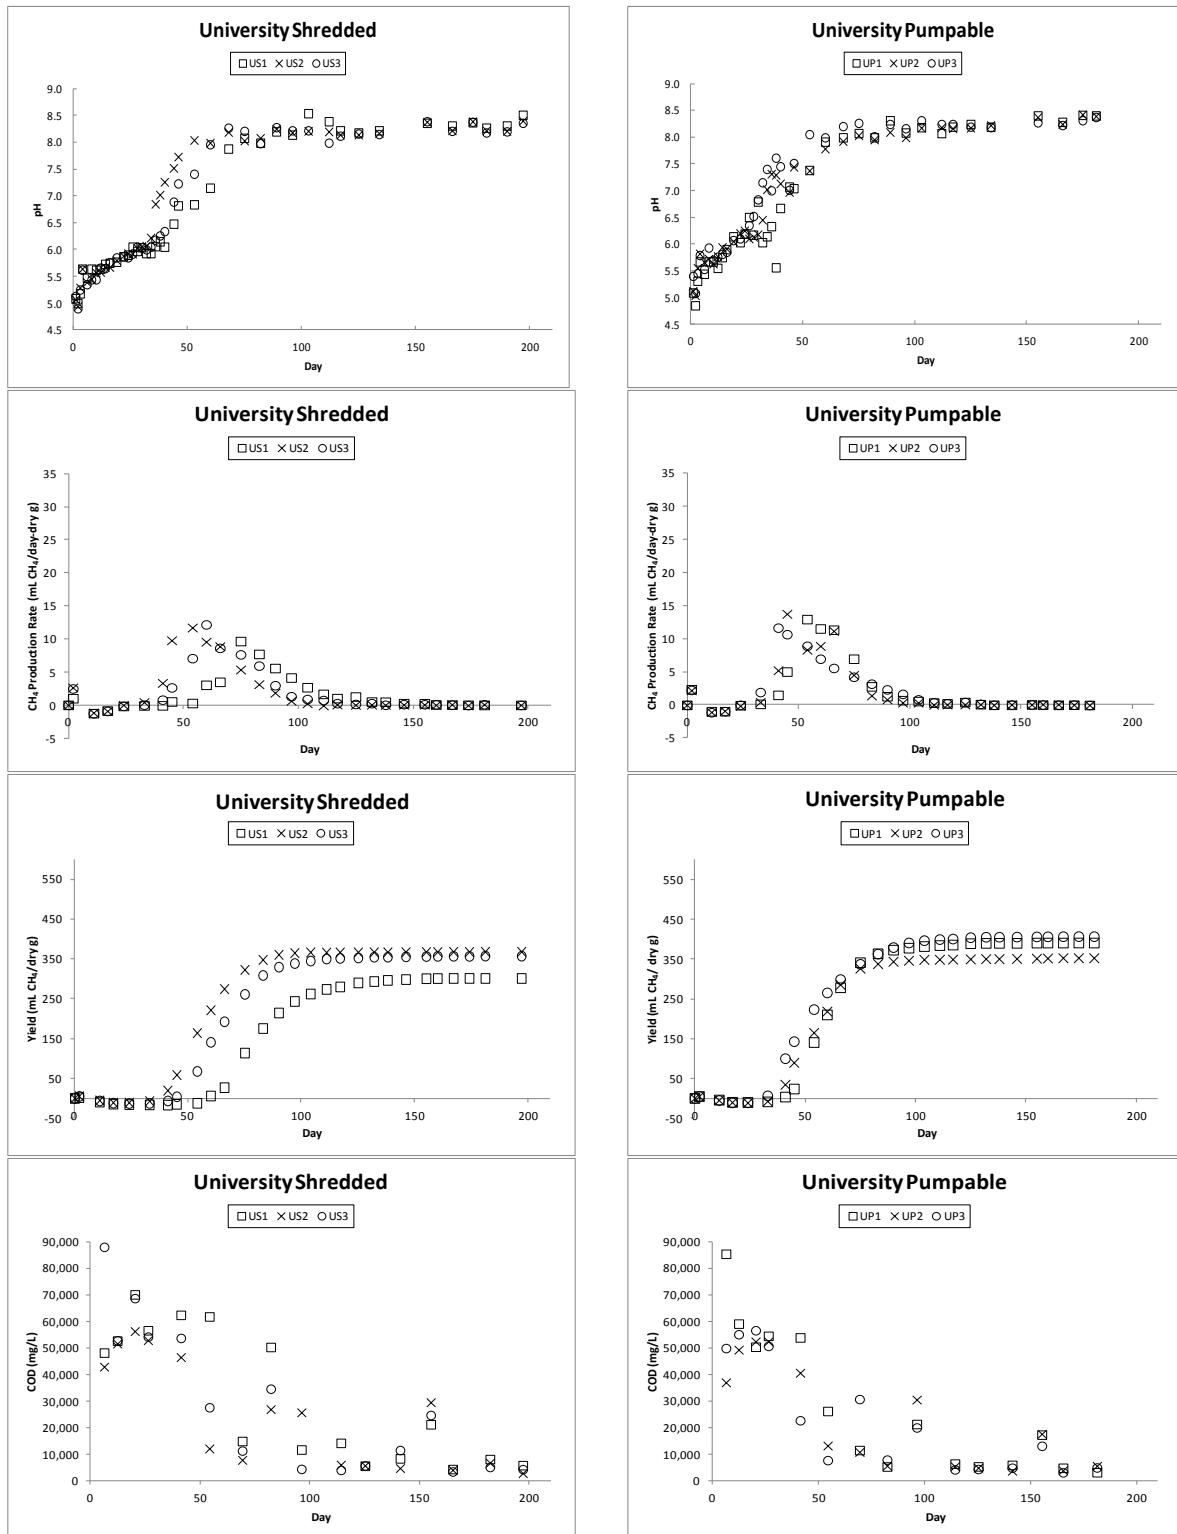 University Shredded
US1 US2 US3
9.0
8.5
8.0
7.5
7.0
6.5
6.0
5.5
5.0
4.5
pH
0 50 100 150 200
Day
University Pumpable
UP1 UP2 UP3
9.0
8.5
8.0
7.5
7.0
6.5
6.0
5.5
5.0
4.5
pH
0 50 100 150 200
Day
University Shredded
US1 US2 US3
35
30
25
20
15
10
5
0
-5
CH₄ Production Rate (mL CH₄/day-dry g)
0 50 100 150 200
Day
University Pumpable
UP1 UP2 UP3
35
30
25
20
15
10
5
0
-5
CH₄ Production Rate (mL CH₄/day-dry g)
0 50 100 150 200
Day
University Shredded
US1 US2 US3
550
450
350
250
150
50
-50
Yield (mL CH₄/ dry g)
0 50 100 150 200
Day
University Pumpable
UP1 UP2 UP3
550
450
350
250
150
50
-50
Yield (mL CH₄/ dry g)
0 50 100 150 200
Day
University Shredded
US1 US2 US3
90,000
80,000
70,000
60,000
50,000
40,000
30,000
20,000
10,000
0
COD (mg/L)
0 50 100 150 200
Day
University Pumpable
UP1 UP2 UP3
90,000
80,000
70,000
60,000
50,000
40,000
30,000
20,000
10,000
0
COD (mg/L)
0 50 100 150 200
Day